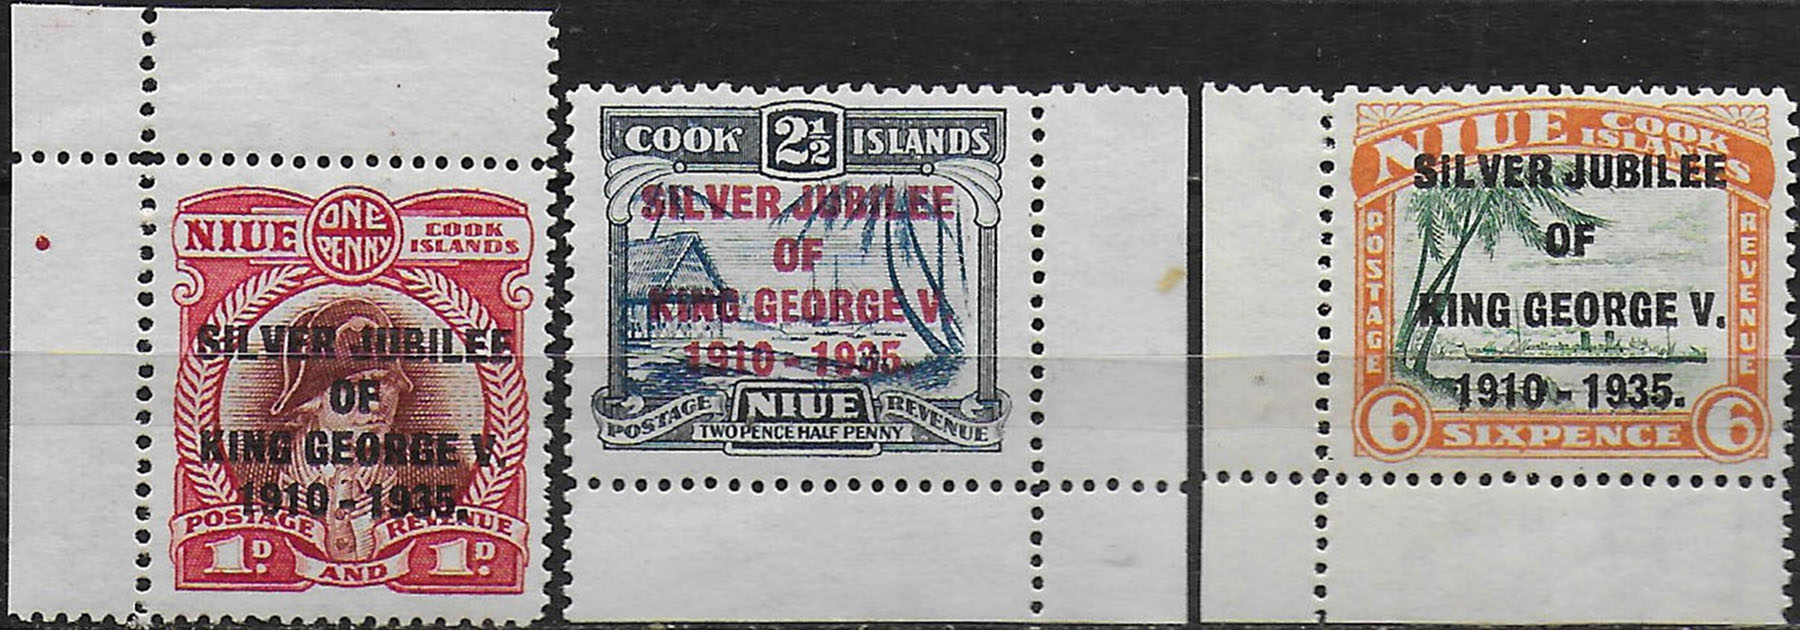 NIUE ONE PENNY COOK ISLANDS
SILVER JUBILEE
OF
KING GEORGE V.
1910 - 1935.
POSTAGE REVENUE
1D. AND 1D.
COOK 2½ ISLANDS
SILVER JUBILEE
OF
KING GEORGE V.
1910 - 1935.
POSTAGE NIUE REVENUE
TWO PENCE HALF PENNY
NIUE COOK ISLANDS
SILVER JUBILEE
POSTAGE OF REVENUE
KING GEORGE V.
1910 - 1935.
6 SIXPENCE 6